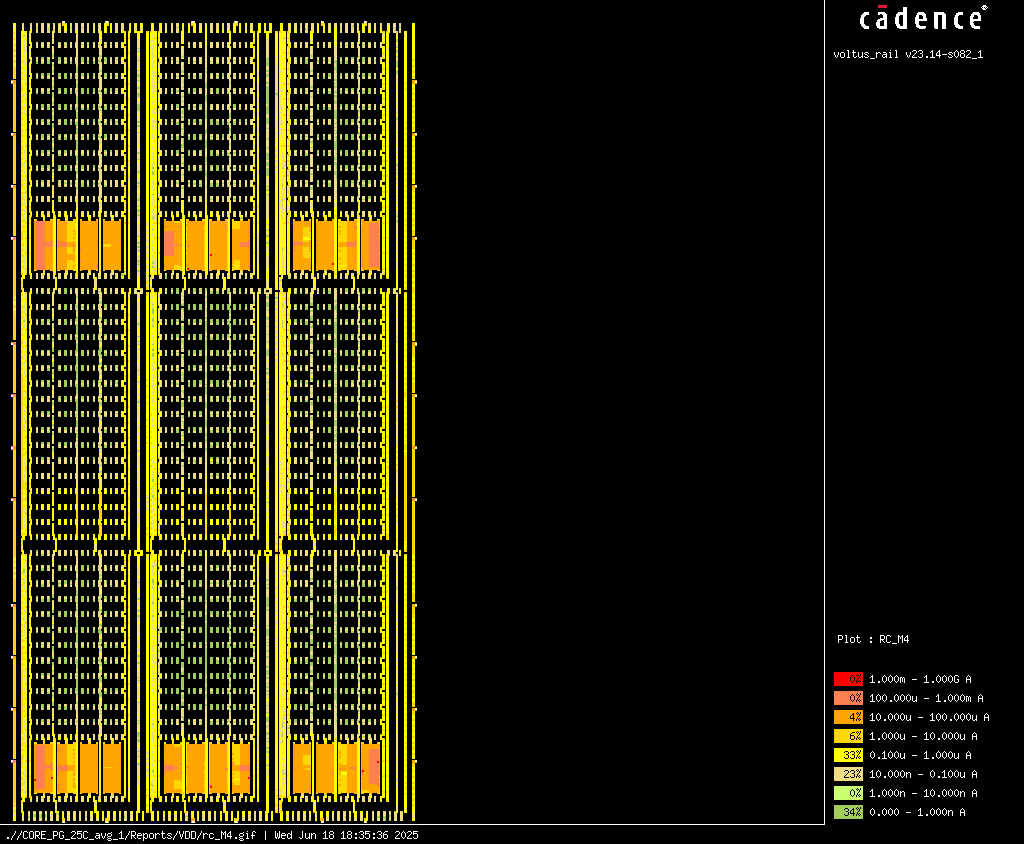 cādence®
voltus_rail v23.14-s082_1
Plot : RC_M4
0% 1.000m - 1.000G A
0% 100.000u - 1.000m A
4% 10.000u - 100.000u A
6% 1.000u - 10.000u A
33% 0.100u - 1.000u A
23% 10.000n - 0.100u A
0% 1.000n - 10.000n A
34% 0.000 - 1.000n A
.//CORE_PG_25C_avg_1/Reports/VDD/rc_M4.gif | Wed Jun 18 18:35:36 2025